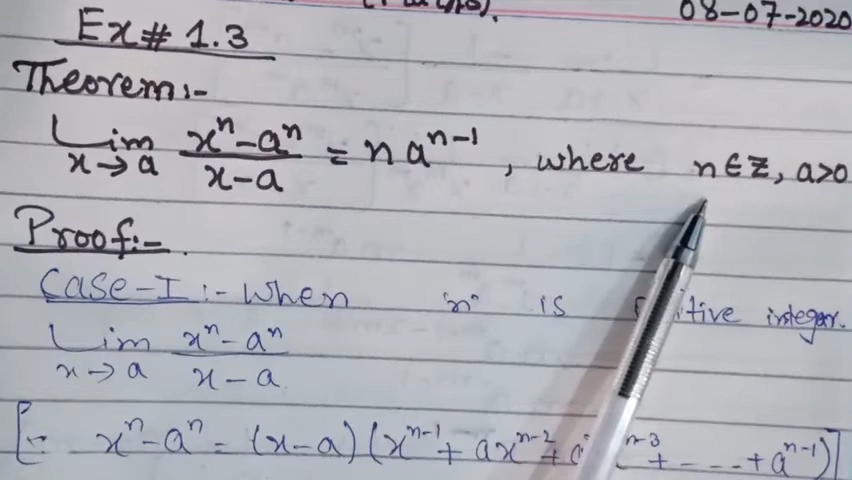 08-07-2020
Ex# 1.3
Theorem:-
Lim x→a (xⁿ-aⁿ)/(x-a) = n aⁿ⁻¹, where n∈Z, a>0
Proof:-
Case-I:- When 'n' is integer.
Lim x→a (xⁿ-aⁿ)/(x-a)
[∵ xⁿ-aⁿ = (x-a)(xⁿ⁻¹+ axⁿ⁻²+ + - - - - + aⁿ⁻¹)]